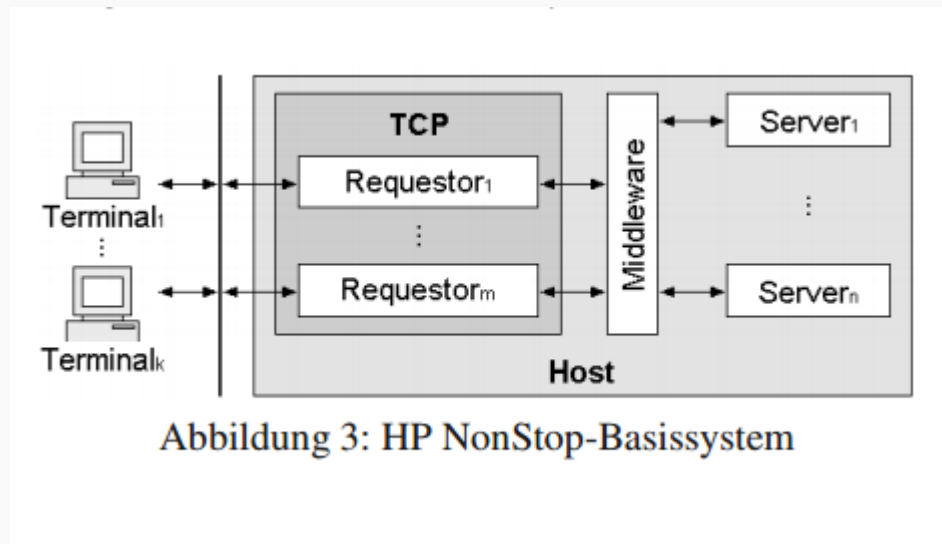 TCP
Requestor₁
⋮
Requestorₘ
Terminal₁
⋮
Terminalₖ
Middleware
Server₁
⋮
Serverₙ
Host
Abbildung 3: HP NonStop-Basissystem